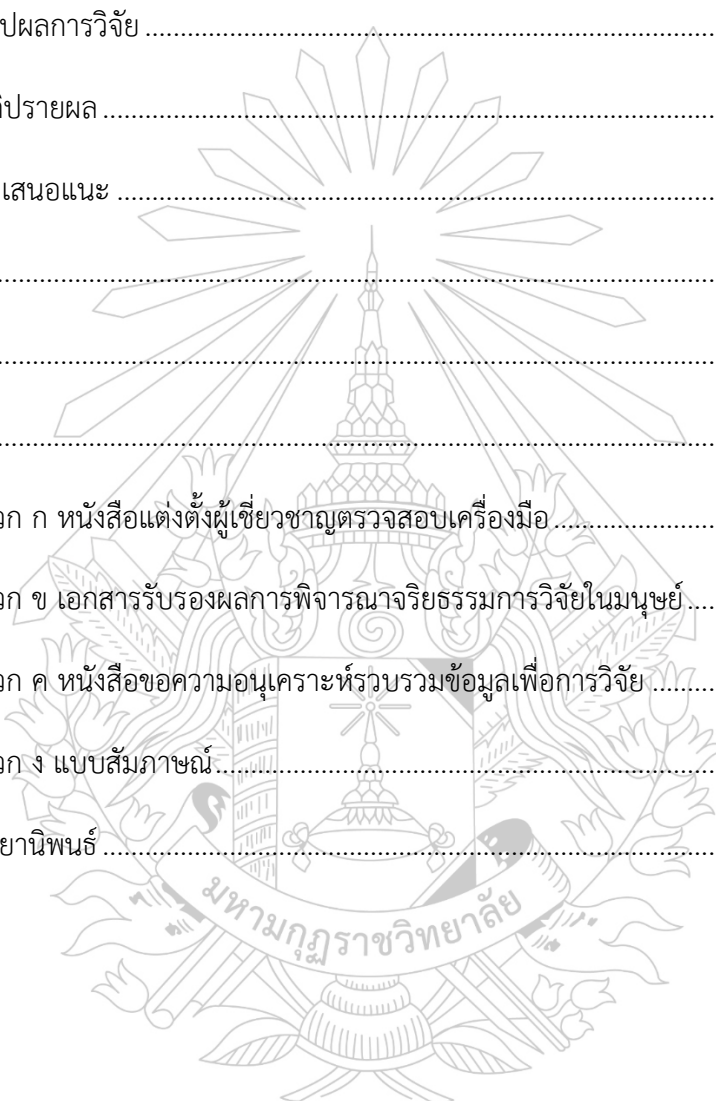 ปผลการวิจัย ........................................................................
ิปรายผล ........................................................................
เสนอแนะ ........................................................................
........................................................................
........................................................................
........................................................................
วก ก หนังสือแต่งตั้งผู้เชี่ยวชาญตรวจสอบเครื่องมือ ....................
วก ข เอกสารรับรองผลการพิจารณาจริยธรรมการวิจัยในมนุษย์ ....
วก ค หนังสือขอความอนุเคราะห์รวบรวมข้อมูลเพื่อการวิจัย .........
วก ง แบบสัมภาษณ์ ............................................................
ยานิพนธ์ ........................................................................
มหามกุฏราชวิทยาลัย